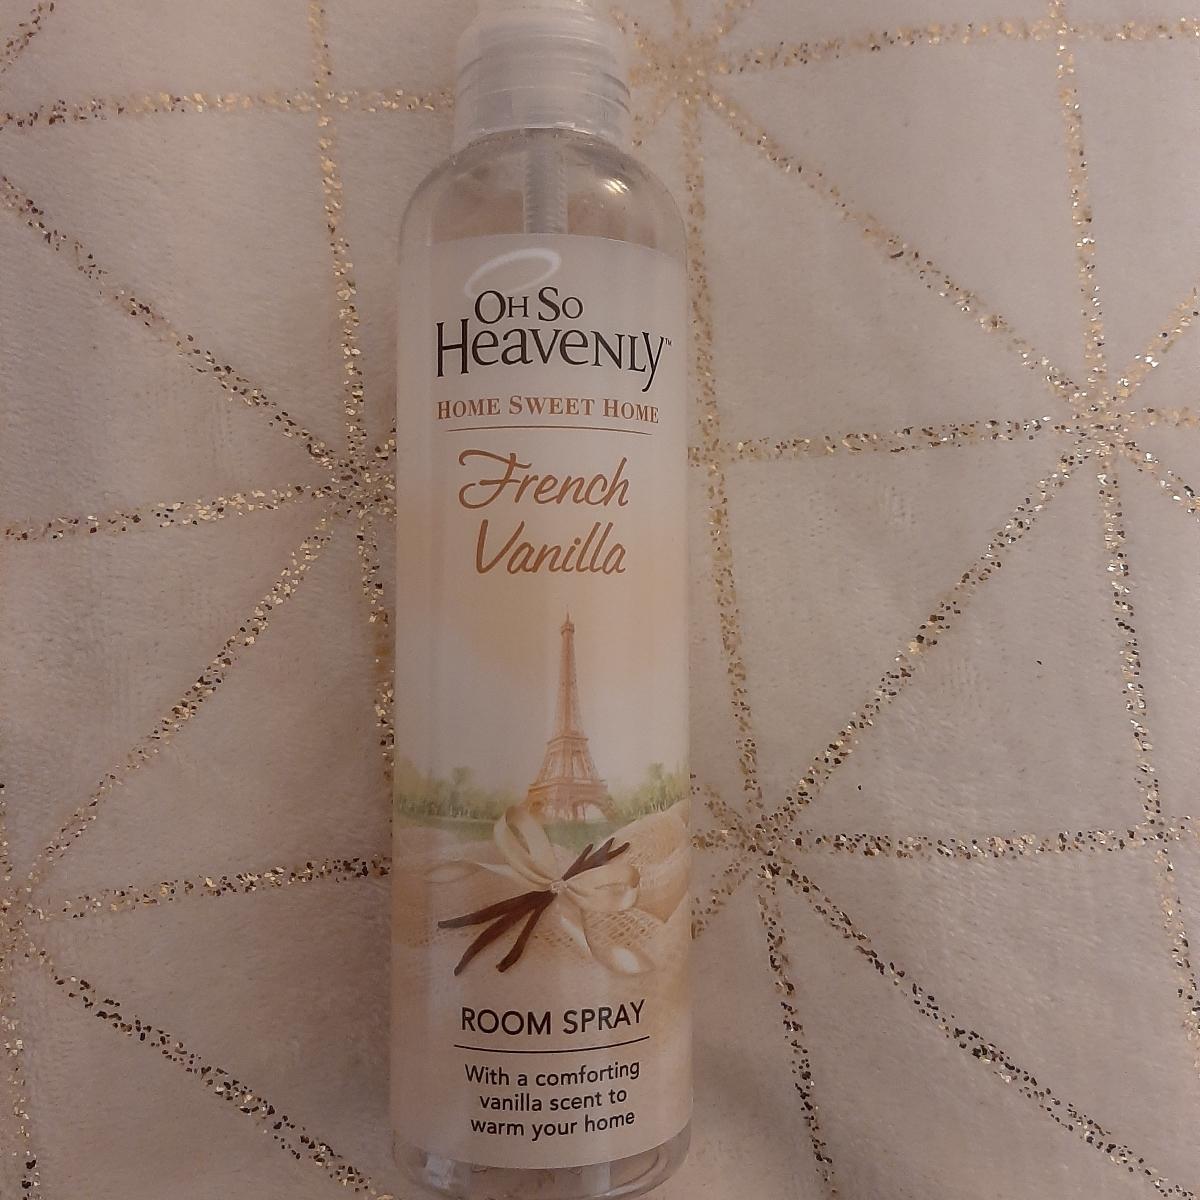 OH SO
HEAVENLY™
HOME SWEET HOME
French
Vanilla
ROOM SPRAY
With a comforting
vanilla scent to
warm your home